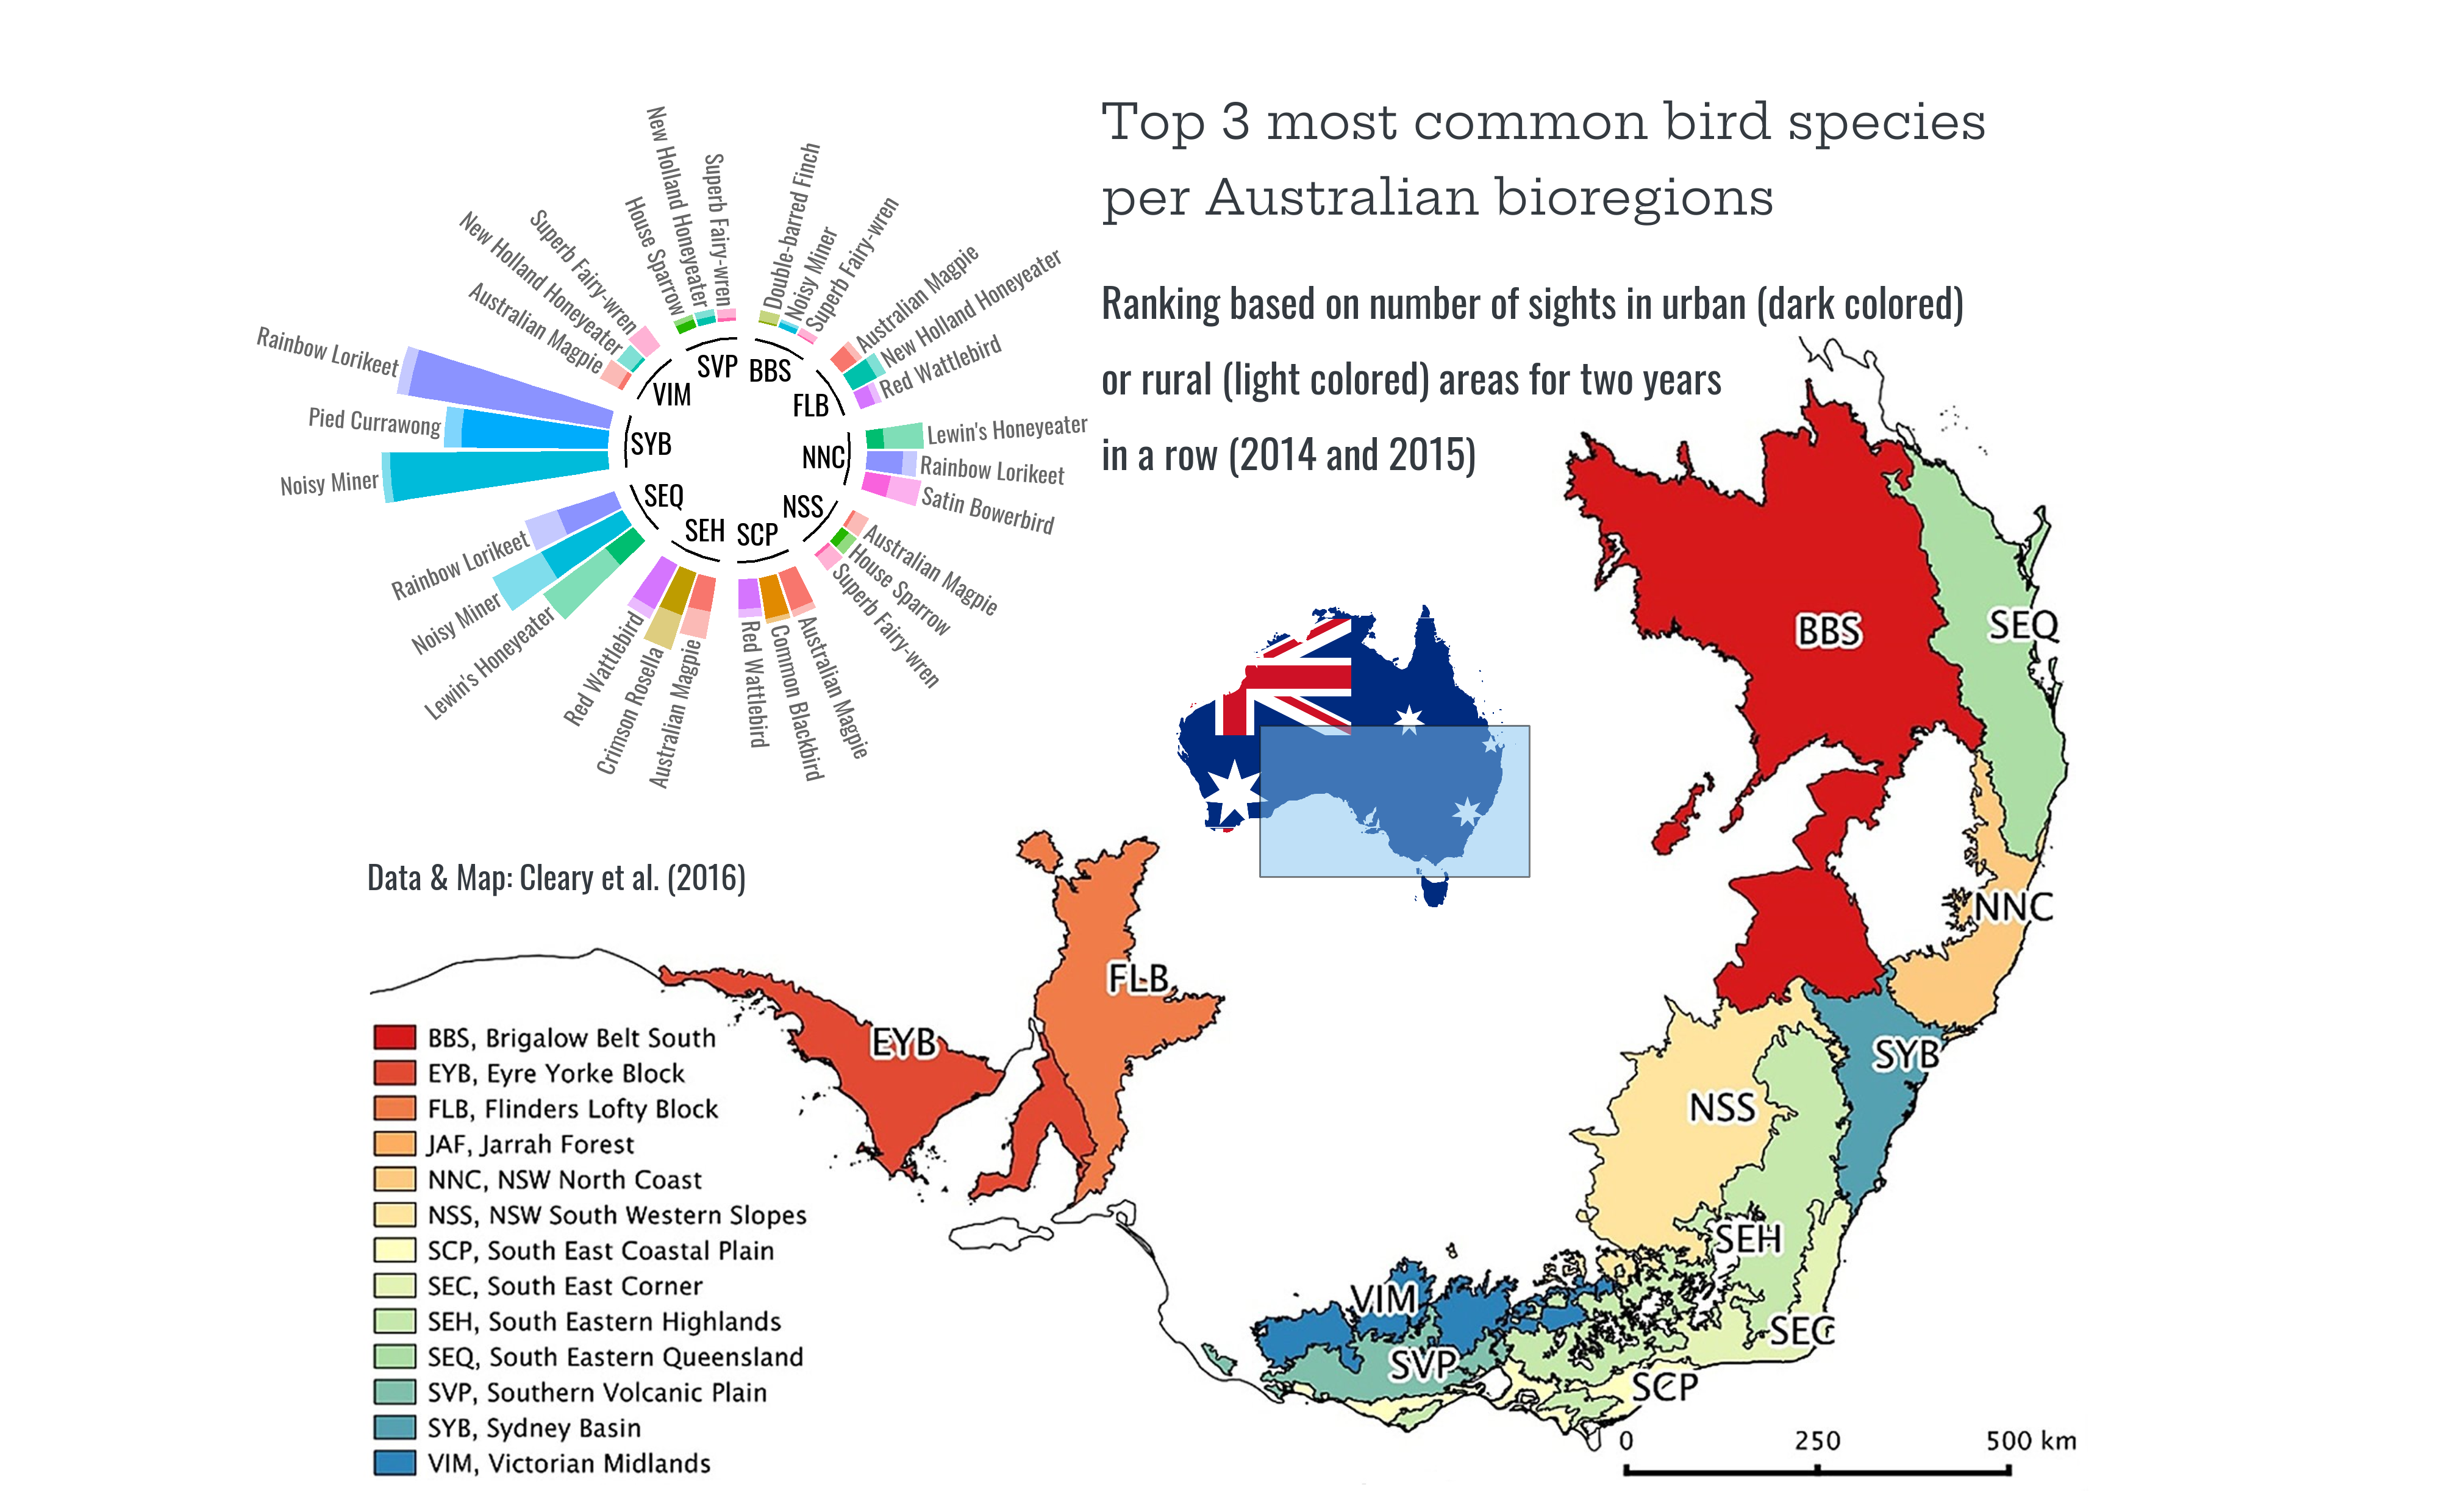 Top 3 most common bird species
per Australian bioregions
Ranking based on number of sights in urban (dark colored)
or rural (light colored) areas for two years
in a row (2014 and 2015)
Double-barred Finch
Noisy Miner
Superb Fairy-wren
Australian Magpie
New Holland Honeyeater
Red Wattlebird
Lewin's Honeyeater
Rainbow Lorikeet
Satin Bowerbird
Australian Magpie
House Sparrow
Superb Fairy-wren
Australian Magpie
Common Blackbird
Red Wattlebird
Australian Magpie
Crimson Rosella
Red Wattlebird
Lewin's Honeyeater
Noisy Miner
Rainbow Lorikeet
Noisy Miner
Pied Currawong
Rainbow Lorikeet
Australian Magpie
New Holland Honeyeater
Superb Fairy-wren
House Sparrow
New Holland Honeyeater
Superb Fairy-wren
BBS
FLB
NNC
NSS
SCP
SEH
SEQ
SYB
VIM
SVP
Data & Map: Cleary et al. (2016)
BBS
SEQ
NNC
FLB
EYB
SYB
NSS
SEH
VIM
SEC
SVP
SCP
BBS, Brigalow Belt South
EYB, Eyre Yorke Block
FLB, Flinders Lofty Block
JAF, Jarrah Forest
NNC, NSW North Coast
NSS, NSW South Western Slopes
SCP, South East Coastal Plain
SEC, South East Corner
SEH, South Eastern Highlands
SEQ, South Eastern Queensland
SVP, Southern Volcanic Plain
SYB, Sydney Basin
VIM, Victorian Midlands
0 250 500 km